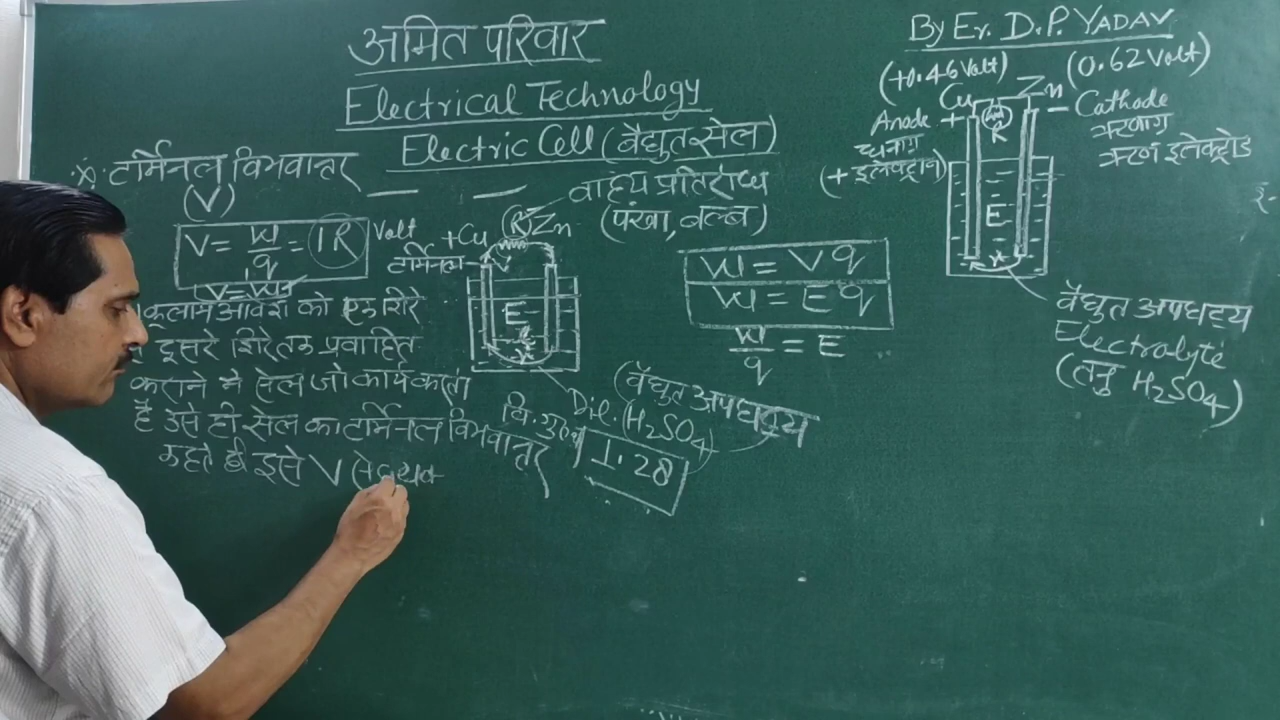 अमित परिवार
Electrical Technology
Electric Cell (वैद्युत सेल)
By Er. D.P. YADAV
(+0.46 Volt)
(0.62 Volt)
Cu
Zn
Anode +
धनाग्र
R
- Cathode
ऋणाग्र
ऋण इलेक्ट्रोड
E
वैद्युत अपघट्य
Electrolyte
(तनु H₂SO₄)
टर्मिनल विभवान्तर
(V)
V = W/q = IR Volt
V = W
कूलाम आवेश को एक सिरे
दूसरे सिरे तक प्रवाहित
कराने में सेल जो कार्य करता
है उसे ही सेल का टर्मिनल विभवान्तर
कहते हैं इसे V से
वाह्य प्रतिरोध
(पंखा, बल्ब)
+Cu
(R)
Zn
टर्मिनल
V
E
W = Vq
W = Eq
W/q = E
(वैद्युत अपघट्य
Dil. (H₂SO₄)
1.28